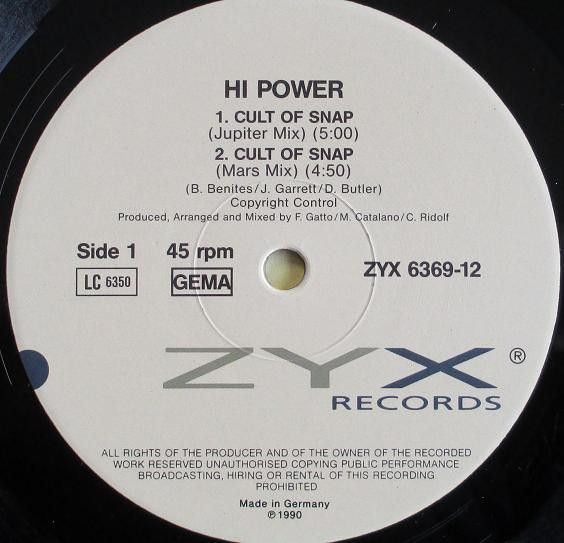 HI POWER
1. CULT OF SNAP
(Jupiter Mix) (5:00)
2. CULT OF SNAP
(Mars Mix) (4:50)
(B. Benites/J. Garrett/D. Butler)
Copyright Control
Produced, Arranged and Mixed by F. Gatto/M. Catalano/C. Ridolf
Side 1 45 rpm
LC 6350 GEMA ZYX 6369-12
ZYX ®
RECORDS
ALL RIGHTS OF THE PRODUCER AND OF THE OWNER OF THE RECORDED
WORK RESERVED UNAUTHORISED COPYING PUBLIC PERFORMANCE
BROADCASTING, HIRING OR RENTAL OF THIS RECORDING
PROHIBITED
Made in Germany
℗ 1990